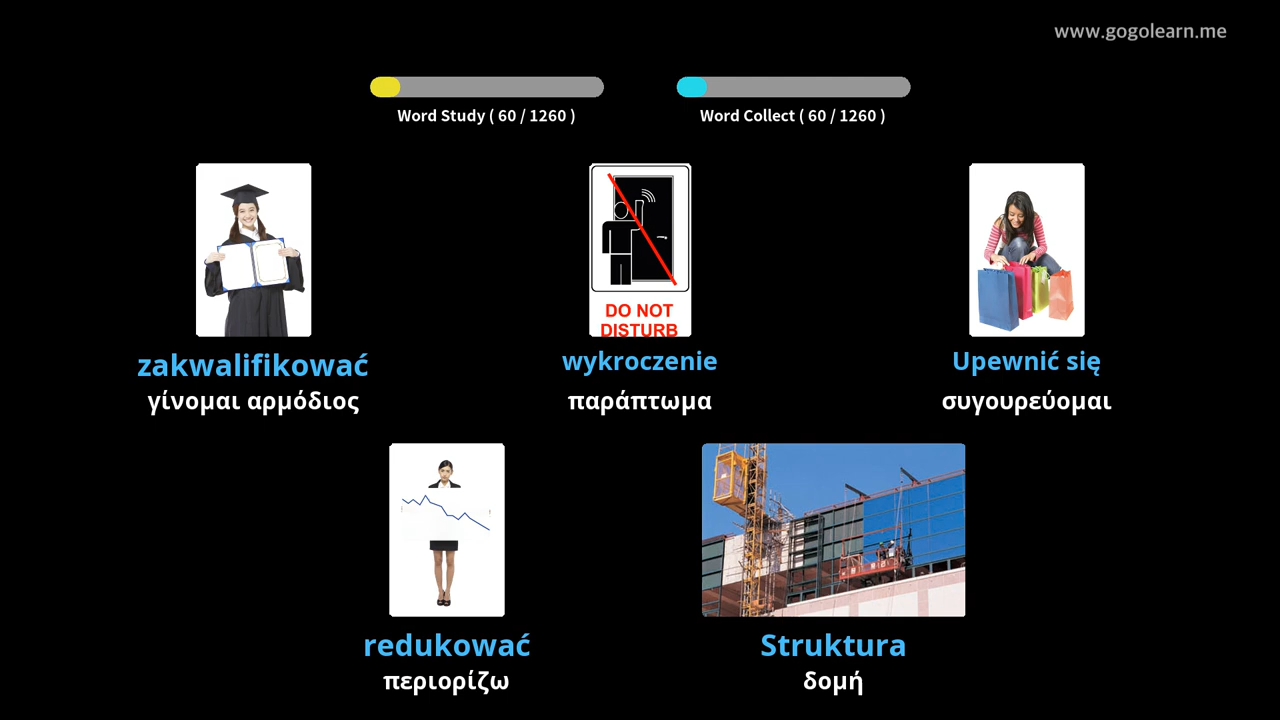 www.gogolearn.me
Word Study ( 60 / 1260 )
Word Collect ( 60 / 1260 )
DO NOT
DISTURB
zakwalifikować
γίνομαι αρμόδιος
wykroczenie
παράπτωμα
Upewnić się
συγουρεύομαι
redukować
περιορίζω
Struktura
δομή